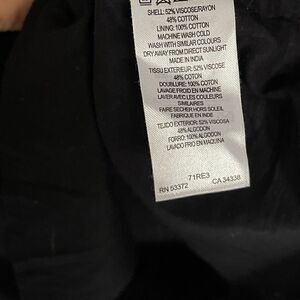 SHELL: 52% VISCOSE/RAYON
48% COTTON
LINING: 100% COTTON
MACHINE WASH COLD
WASH WITH SIMILAR COLOURS
DRY AWAY FROM DIRECT SUNLIGHT
MADE IN INDIA
TISSU EXTERIEUR: 52% VISCOSE
48% COTON
DOUBLURE: 100% COTON
LAVAGE FROID EN MACHINE
LAVER AVEC LES COULEURS
SIMILAIRES
FAIRE SECHER HORS SOLEIL
FABRIQUE EN INDE
TEJIDO EXTERIOR: 52% VISCOSA
48% ALGODON
FORRO: 100% ALGODON
LAVADO FRIO EN MAQUINA
71RE3
RN 53372 CA 34338